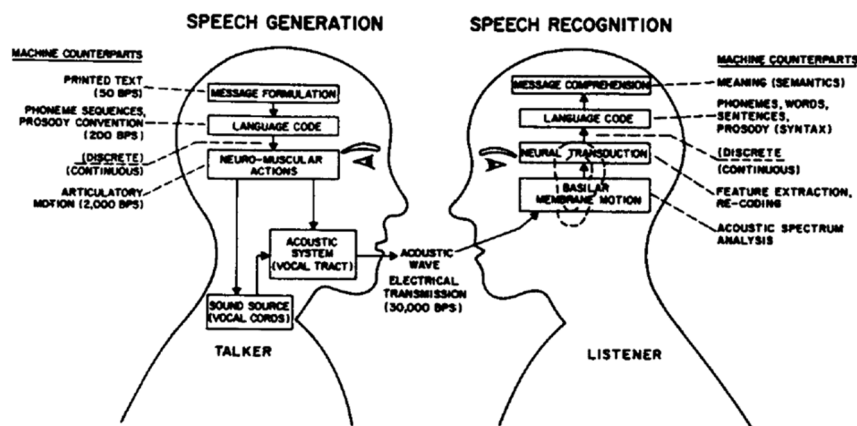 SPEECH GENERATION
SPEECH RECOGNITION
MACHINE COUNTERPARTS
PRINTED TEXT
(50 BPS)
PHONEME SEQUENCES,
PROSODY CONVENTION
(200 BPS)
(DISCRETE)
(CONTINUOUS)
ARTICULATORY
MOTION (2,000 BPS)
MESSAGE FORMULATION
LANGUAGE CODE
NEURO-MUSCULAR
ACTIONS
ACOUSTIC
SYSTEM
(VOCAL TRACT)
SOUND SOURCE
(VOCAL CORDS)
TALKER
ACOUSTIC
WAVE
ELECTRICAL
TRANSMISSION
(30,000 BPS)
MESSAGE COMPREHENSION
LANGUAGE CODE
NEURAL TRANSDUCTION
BASILAR
MEMBRANE MOTION
LISTENER
MACHINE COUNTERPARTS
MEANING (SEMANTICS)
PHONEMES, WORDS,
SENTENCES,
PROSODY (SYNTAX)
(DISCRETE
(CONTINUOUS)
FEATURE EXTRACTION,
RE-CODING
ACOUSTIC SPECTRUM
ANALYSIS